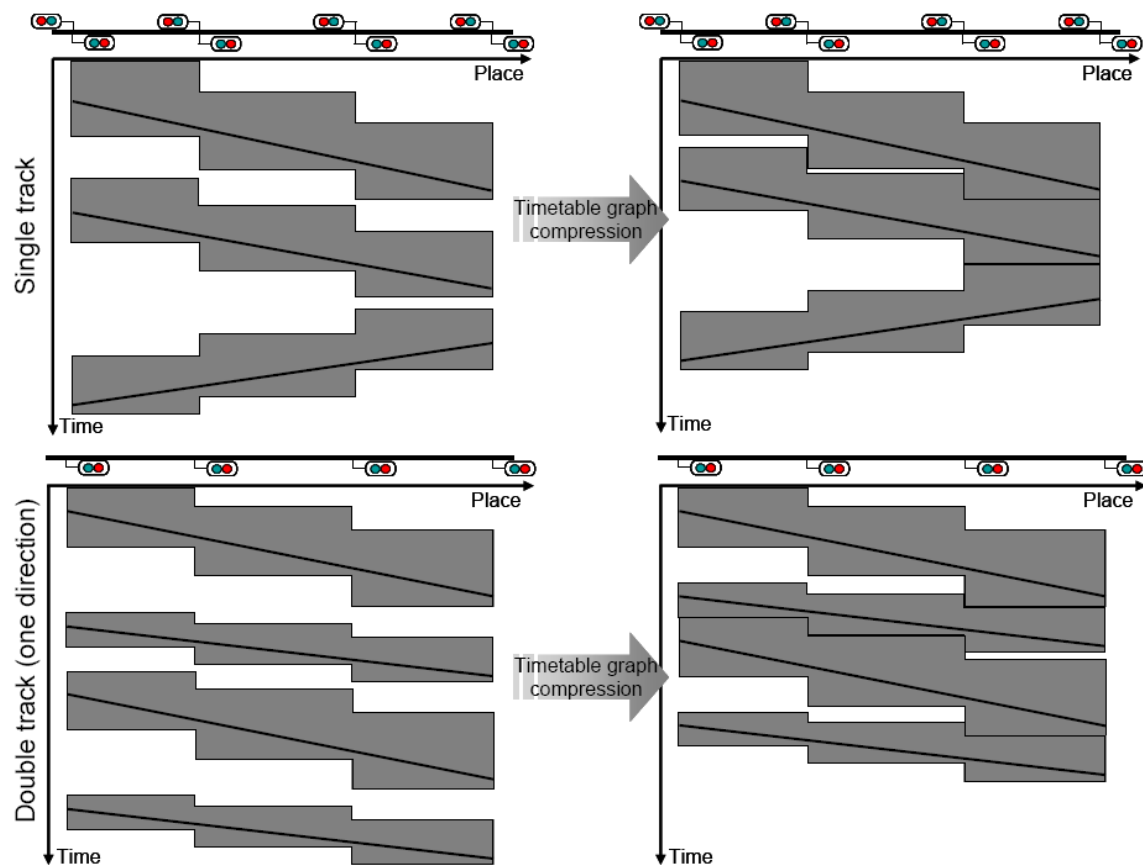 Place
Place
Single track
Timetable graph
compression
Time
Time
Place
Place
Double track (one direction)
Timetable graph
compression
Time
Time